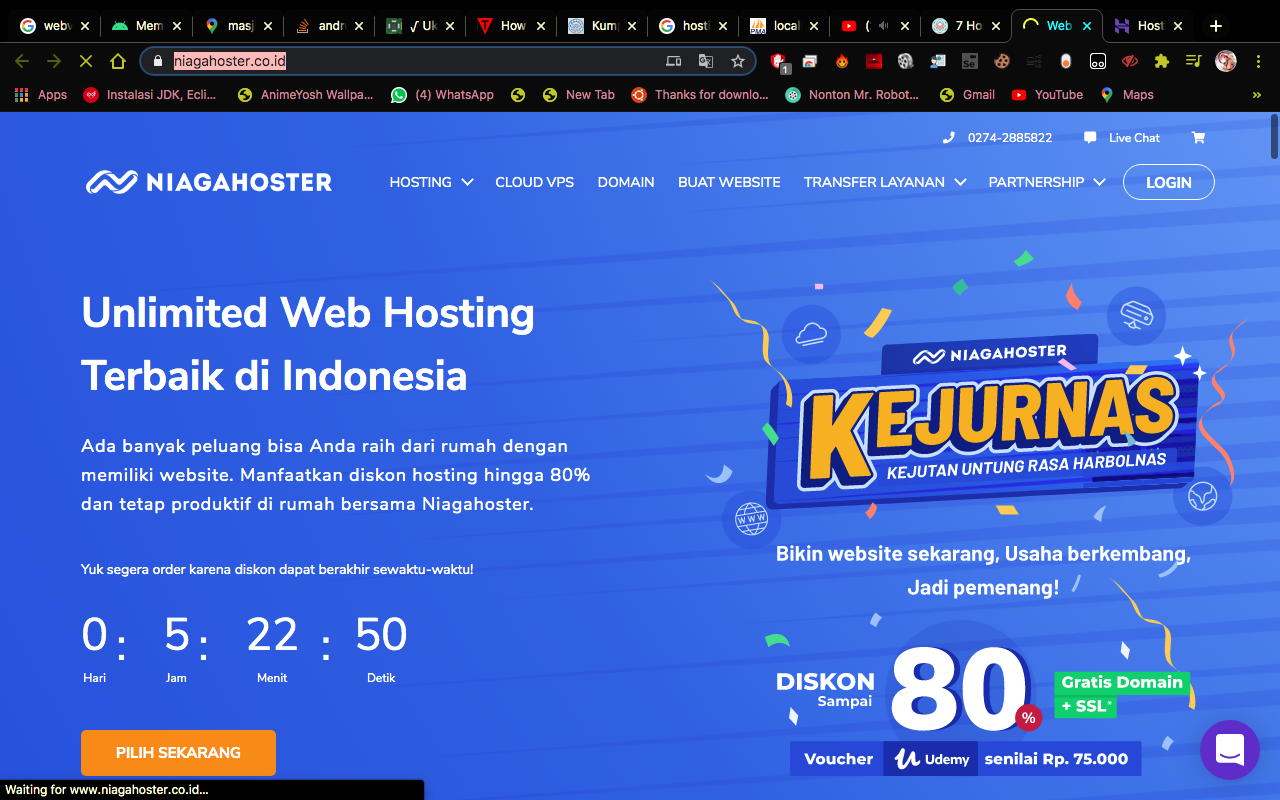 webv
Mem
masj
andro
√ Uk
How
Kump
hosti
local
(
7 Ho
Web
Host
niagahoster.co.id
1
Apps
Instalasi JDK, Ecli...
AnimeYosh Wallpa...
(4) WhatsApp
New Tab
Thanks for downlo...
Nonton Mr. Robot...
Gmail
YouTube
Maps
»
0274-2885822
Live Chat
NIAGAHOSTER
HOSTING
CLOUD VPS
DOMAIN
BUAT WEBSITE
TRANSFER LAYANAN
PARTNERSHIP
LOGIN
Unlimited Web Hosting
Terbaik di Indonesia
Ada banyak peluang bisa Anda raih dari rumah dengan
memiliki website. Manfaatkan diskon hosting hingga 80%
dan tetap produktif di rumah bersama Niagahoster.
Yuk segera order karena diskon dapat berakhir sewaktu-waktu!
0 : 5 : 22 : 50
Hari Jam Menit Detik
PILIH SEKARANG
NIAGAHOSTER
KEJURNAS
KEJUTAN UNTUNG RASA HARBOLNAS
WWW
Bikin website sekarang, Usaha berkembang,
Jadi pemenang!
DISKON
Sampai
80%
Gratis Domain
+ SSL*
Voucher Udemy senilai Rp. 75.000
Waiting for www.niagahoster.co.id...